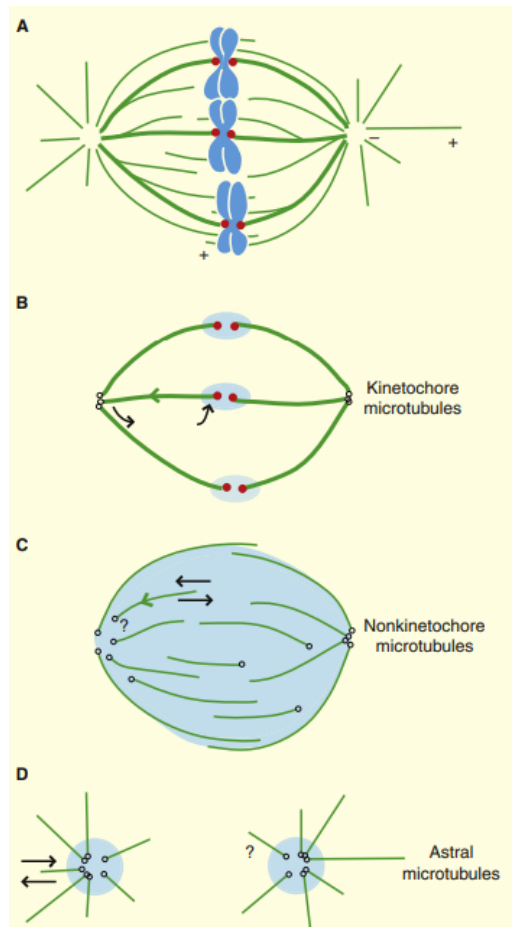 A
−
+
+
B
Kinetochore
microtubules
C
?
Nonkinetochore
microtubules
D
?
Astral
microtubules